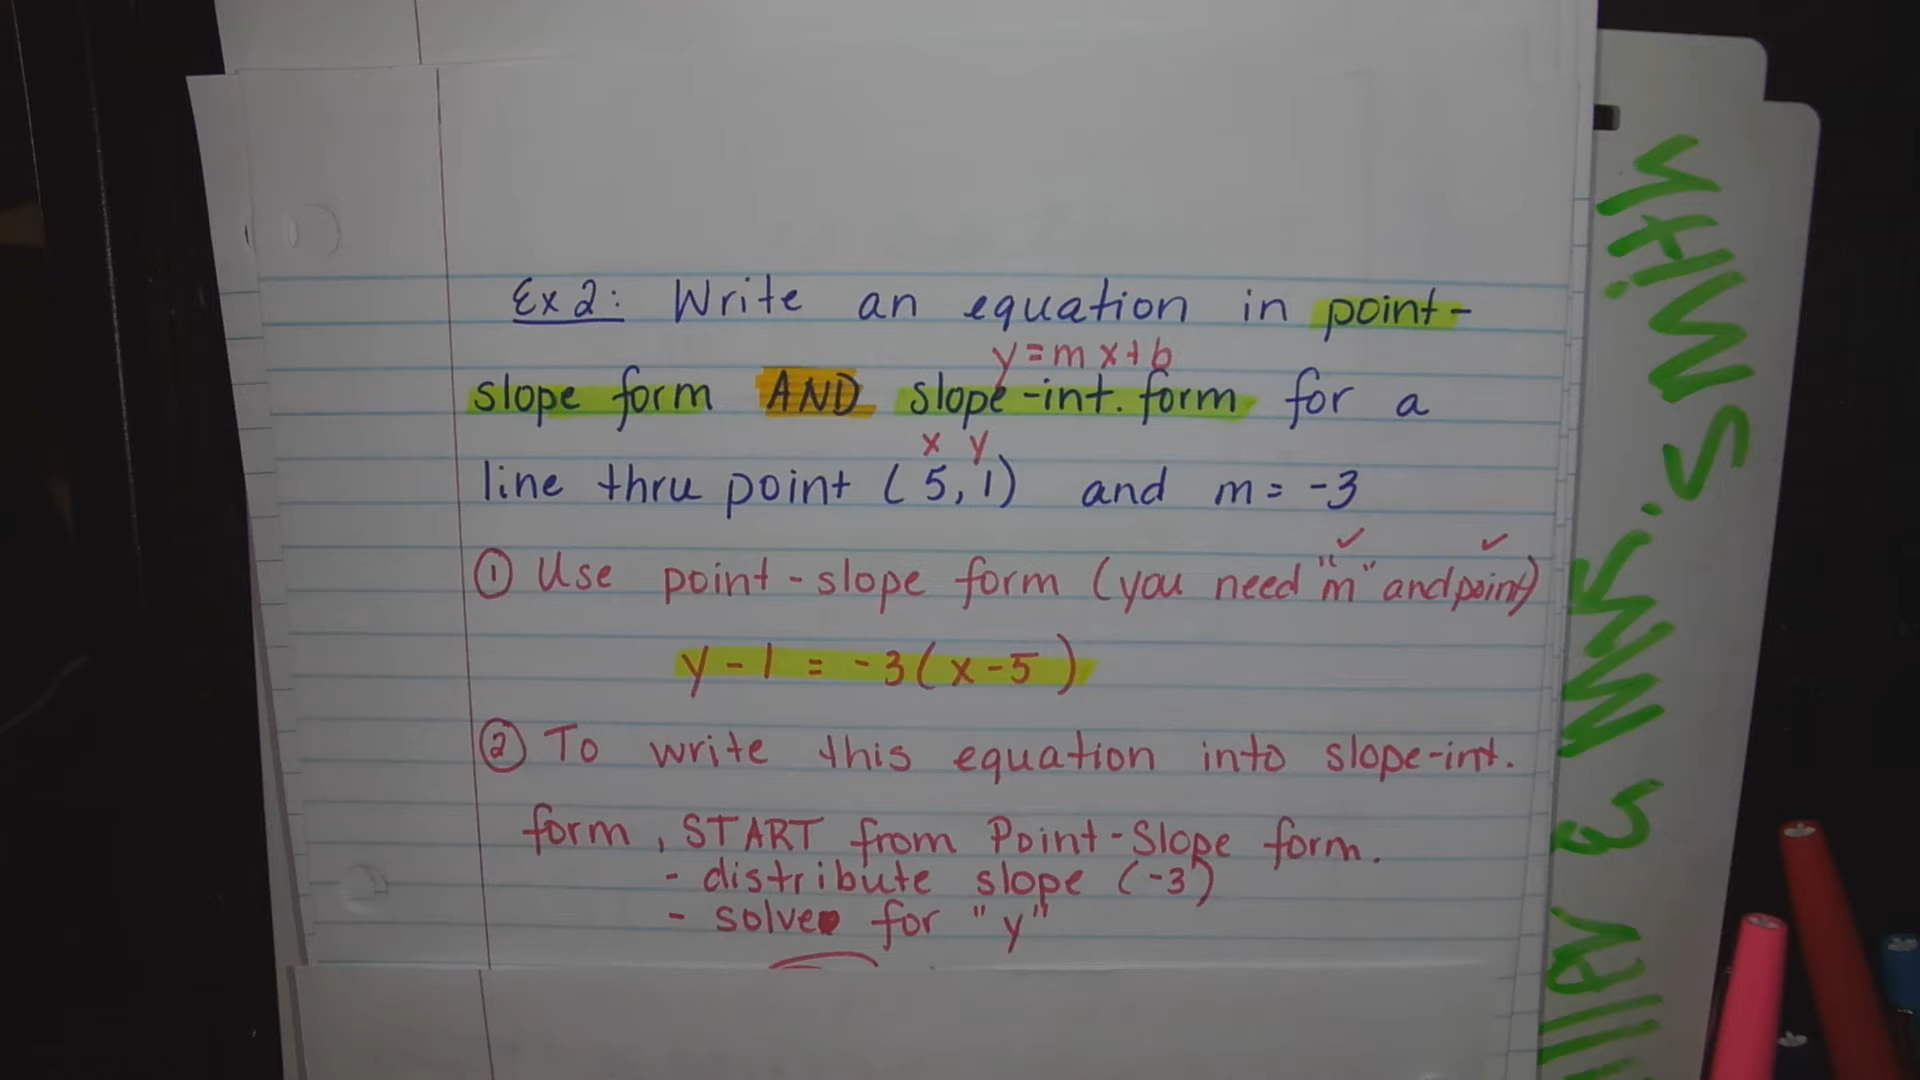 Ex 2: Write an equation in point-
y = mx + b
slope form AND slope-int. form for a
x y
line thru point (5, 1) and m = -3
① Use point-slope form (you need "m" and point)
y - 1 = -3(x - 5)
② To write this equation into slope-int.
form, START from Point-Slope form.
- distribute slope (-3)
- solve for "y"